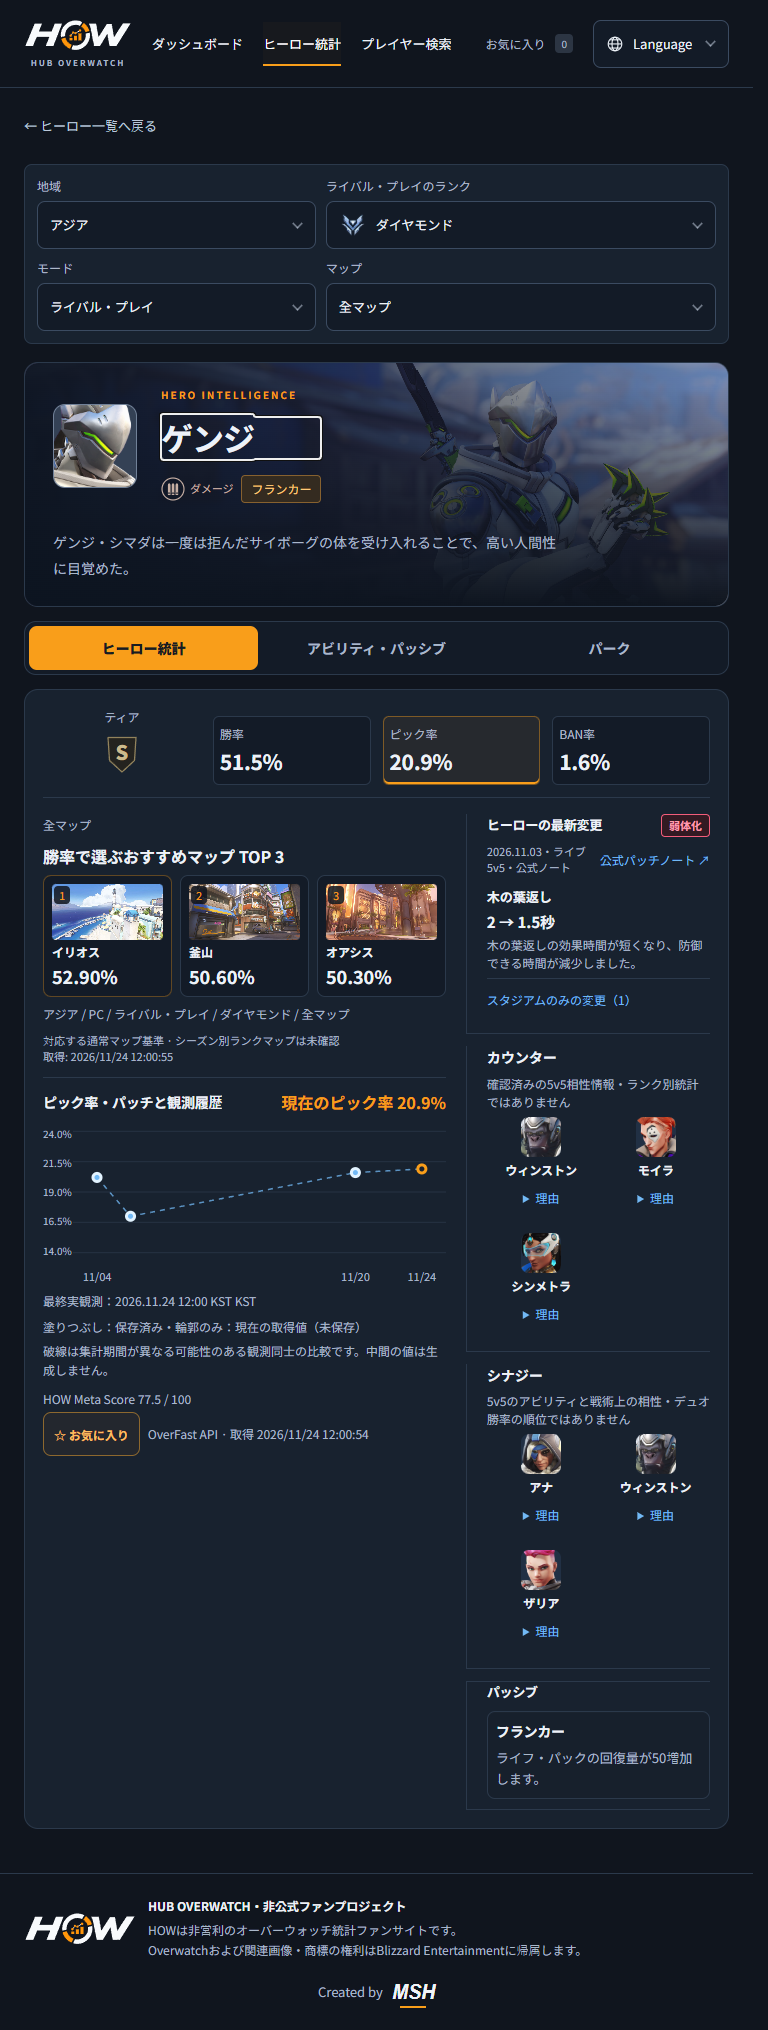 HOW
HUB OVERWATCH
ダッシュボード
ヒーロー統計
プレイヤー検索
お気に入り 0
Language
← ヒーロー一覧へ戻る
地域
ライバル・プレイのランク
アジア
ダイヤモンド
モード
マップ
ライバル・プレイ
全マップ
HERO INTELLIGENCE
ゲンジ
ダメージ
フランカー
ゲンジ・シマダは一度は拒んだサイボーグの体を受け入れることで、高い人間性
に目覚めた。
ヒーロー統計
アビリティ・パッシブ
パーク
ティア
S
勝率
51.5%
ピック率
20.9%
BAN率
1.6%
全マップ
勝率で選ぶおすすめマップ TOP 3
1
イリオス
52.90%
2
釜山
50.60%
3
オアシス
50.30%
アジア / PC / ライバル・プレイ / ダイヤモンド / 全マップ
対応する通常マップ基準 · シーズン別ランクマップは未確認
取得: 2026/11/24 12:00:55
ピック率・パッチと観測履歴
現在のピック率 20.9%
24.0%
21.5%
19.0%
16.5%
14.0%
11/04
11/20
11/24
最終実観測：2026.11.24 12:00 KST KST
塗りつぶし：保存済み・輪郭のみ：現在の取得値（未保存）
破線は集計期間が異なる可能性のある観測同士の比較です。中間の値は生
成しません。
HOW Meta Score 77.5 / 100
☆ お気に入り
OverFast API · 取得 2026/11/24 12:00:54
ヒーローの最新変更
弱体化
2026.11.03・ライブ
5v5・公式ノート
公式パッチノート ↗
木の葉返し
2 → 1.5秒
木の葉返しの効果時間が短くなり、防御
できる時間が減少しました。
スタジアムのみの変更（1）
カウンター
確認済みの5v5相性情報・ランク別統計
ではありません
ウィンストン
▶ 理由
モイラ
▶ 理由
シンメトラ
▶ 理由
シナジー
5v5のアビリティと戦術上の相性・デュオ
勝率の順位ではありません
アナ
▶ 理由
ウィンストン
▶ 理由
ザリア
▶ 理由
パッシブ
フランカー
ライフ・パックの回復量が50増加
します。
HOW
HUB OVERWATCH・非公式ファンプロジェクト
HOWは非営利のオーバーウォッチ統計ファンサイトです。
Overwatchおよび関連画像・商標の権利はBlizzard Entertainmentに帰属します。
Created by MSH